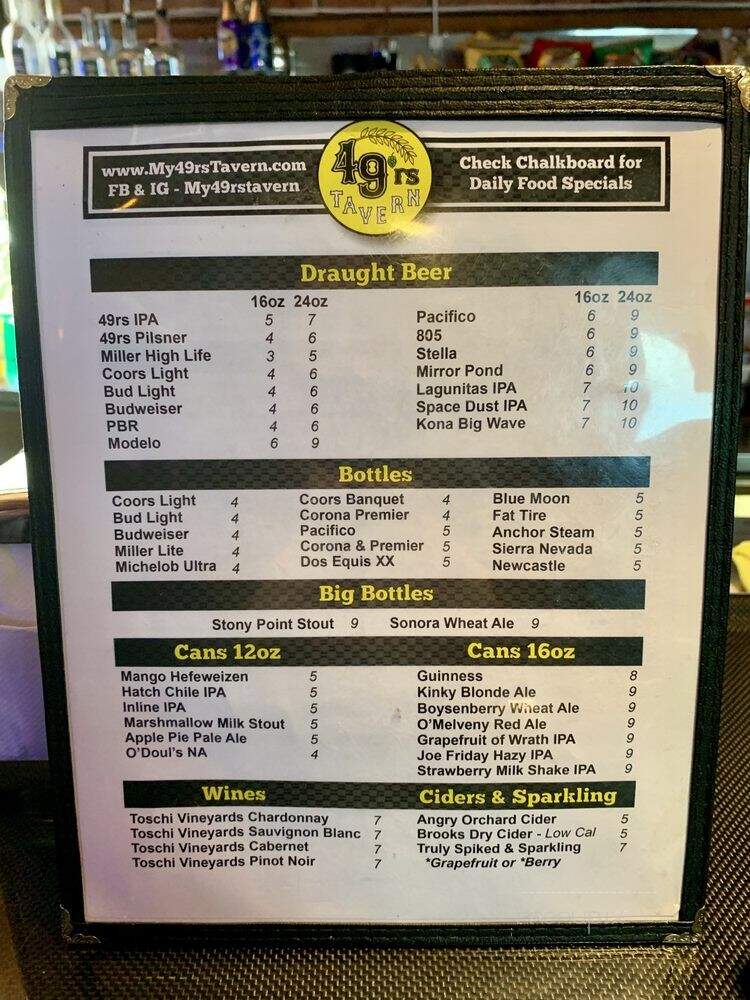 www.My49rsTavern.com
FB & IG - My49rstavern
49rs
TAVERN
Check Chalkboard for
Daily Food Specials
Draught Beer
16oz 24oz
49rs IPA 5 7
49rs Pilsner 4 6
Miller High Life 3 5
Coors Light 4 6
Bud Light 4 6
Budweiser 4 6
PBR 4 6
Modelo 6 9
16oz 24oz
Pacifico 6 9
805 6 9
Stella 6 9
Mirror Pond 6 9
Lagunitas IPA 7 10
Space Dust IPA 7 10
Kona Big Wave 7 10
Bottles
Coors Light 4
Bud Light 4
Budweiser 4
Miller Lite 4
Michelob Ultra 4
Coors Banquet 4
Corona Premier 4
Pacifico 5
Corona & Premier 5
Dos Equis XX 5
Blue Moon 5
Fat Tire 5
Anchor Steam 5
Sierra Nevada 5
Newcastle 5
Big Bottles
Stony Point Stout 9 Sonora Wheat Ale 9
Cans 12oz
Mango Hefeweizen 5
Hatch Chile IPA 5
Inline IPA 5
Marshmallow Milk Stout 5
Apple Pie Pale Ale 5
O'Doul's NA 4
Cans 16oz
Guinness 8
Kinky Blonde Ale 9
Boysenberry Wheat Ale 9
O'Melveny Red Ale 9
Grapefruit of Wrath IPA 9
Joe Friday Hazy IPA 9
Strawberry Milk Shake IPA 9
Wines
Toschi Vineyards Chardonnay 7
Toschi Vineyards Sauvignon Blanc 7
Toschi Vineyards Cabernet 7
Toschi Vineyards Pinot Noir 7
Ciders & Sparkling
Angry Orchard Cider 5
Brooks Dry Cider - Low Cal 5
Truly Spiked & Sparkling 7
*Grapefruit or *Berry